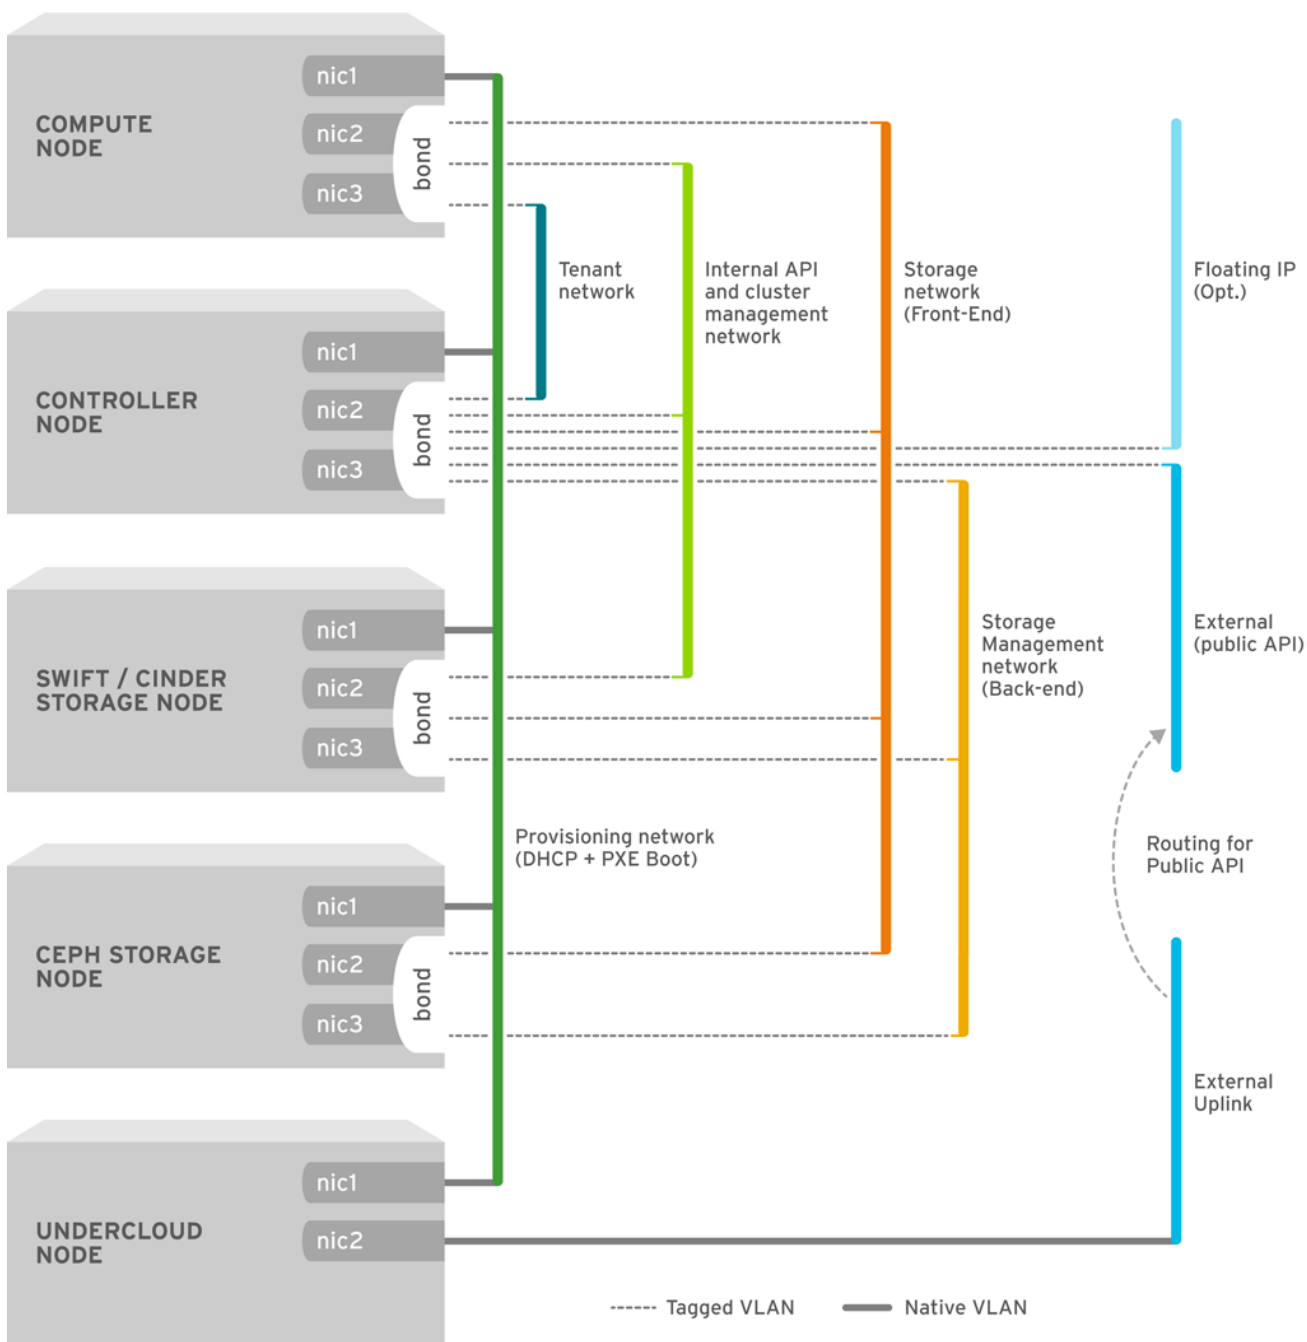 COMPUTE
NODE
nic1
nic2
nic3
bond
Tenant
network
Internal API
and cluster
management
network
Storage
network
(Front-End)
Floating IP
(Opt.)
CONTROLLER
NODE
nic1
nic2
nic3
bond
SWIFT / CINDER
STORAGE NODE
nic1
nic2
nic3
bond
Storage
Management
network
(Back-end)
External
(public API)
Provisioning network
(DHCP + PXE Boot)
Routing for
Public API
CEPH STORAGE
NODE
nic1
nic2
nic3
bond
External
Uplink
UNDERCLOUD
NODE
nic1
nic2
Tagged VLAN
Native VLAN